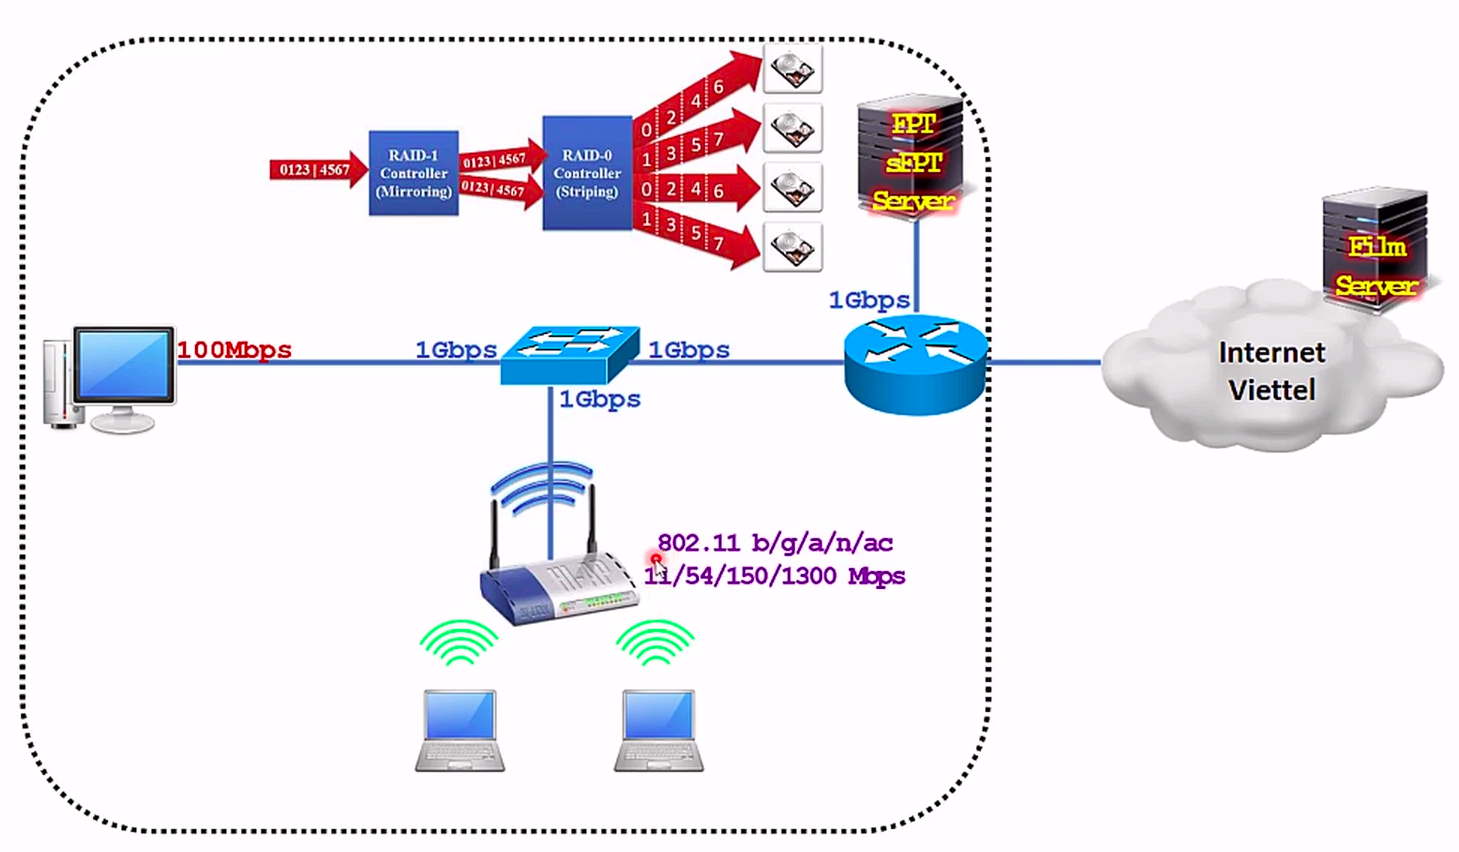 0123 | 4567
RAID-1
Controller
(Mirroring)
0123 | 4567
0123 | 4567
RAID-0
Controller
(Striping)
0 2 4 6
1 3 5 7
0 2 4 6
1 3 5 7
FPT
sFPT
Server
Film
Server
1Gbps
100Mbps
1Gbps
1Gbps
Internet
Viettel
1Gbps
802.11 b/g/a/n/ac
11/54/150/1300 Mbps